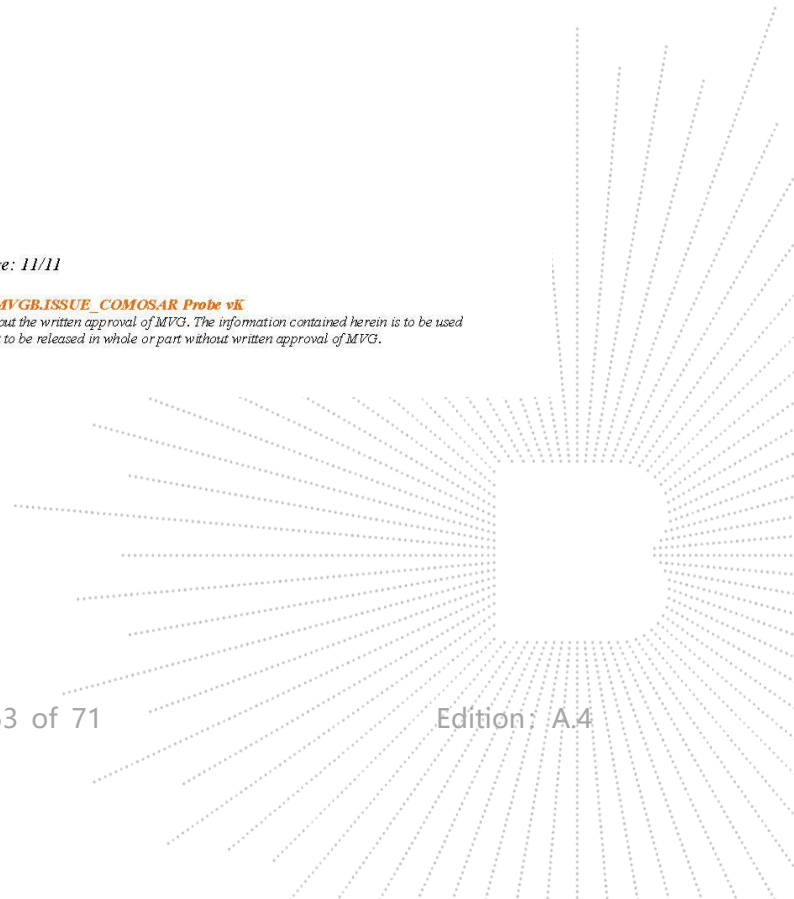 e: 11/11
MVGB.ISSUE_COMOSAR Probe vK
out the written approval of MVG. The information contained herein is to be used
to be released in whole or part without written approval of MVG.
3 of 71 Edition: A.4